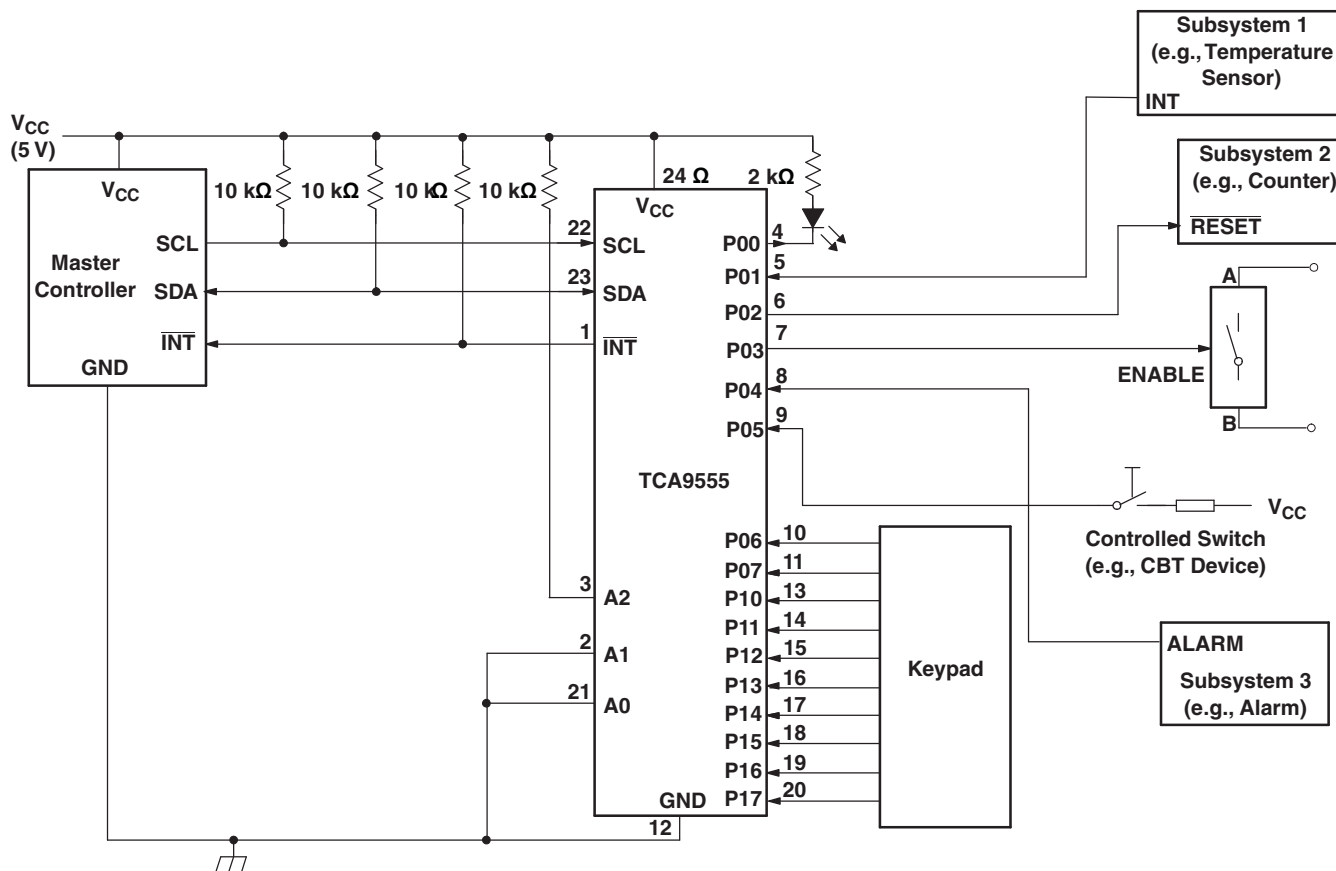 Subsystem 1
(e.g., Temperature
Sensor)
INT
VCC
(5 V)
Subsystem 2
(e.g., Counter)
RESET
VCC
10 kΩ
10 kΩ
10 kΩ
10 kΩ
24 Ω
2 kΩ
VCC
Master
Controller
SCL
SDA
INT
GND
22
SCL
23
SDA
1
INT
P00
4
P01
5
P02
6
P03
7
P04
8
P05
9
A
ENABLE
B
TCA9555
VCC
Controlled Switch
(e.g., CBT Device)
P06
10
P07
11
P10
13
P11
14
P12
15
P13
16
P14
17
P15
18
P16
19
P17
20
Keypad
3
A2
2
A1
21
A0
GND
12
ALARM
Subsystem 3
(e.g., Alarm)